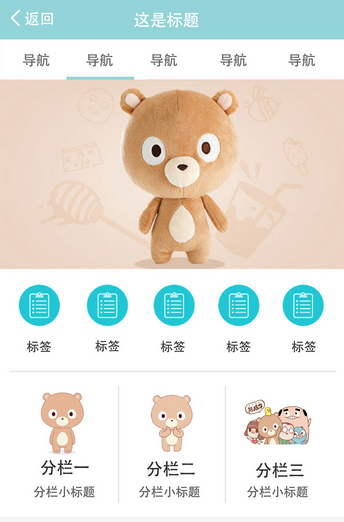 返回
这是标题
导航 导航 导航 导航 导航
标签 标签 标签 标签 标签
分栏一 分栏二 分栏三
分栏小标题 分栏小标题 分栏小标题